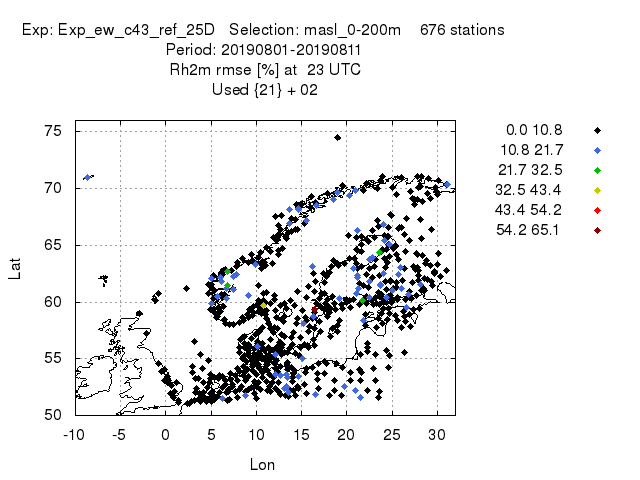 Exp: Exp_ew_c43_ref_25D Selection: masl_0-200m 676 stations
Period: 20190801-20190811
Rh2m rmse [%] at 23 UTC
Used {21} + 02
75
70
65
60
55
50
Lat
-10 -5 0 5 10 15 20 25 30
Lon
0.0 10.8
10.8 21.7
21.7 32.5
32.5 43.4
43.4 54.2
54.2 65.1